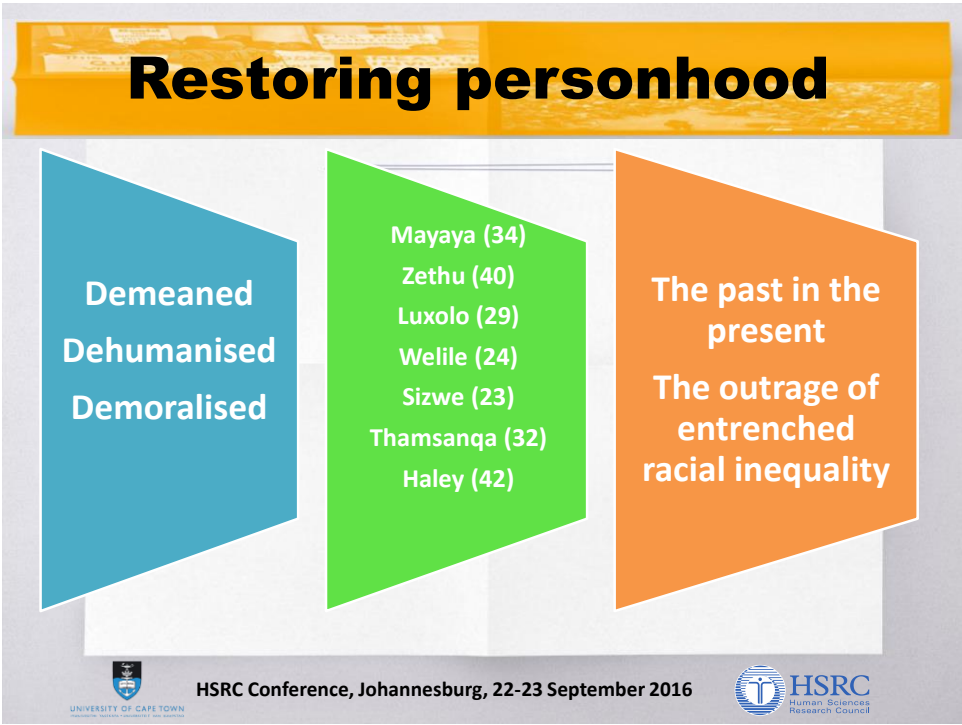 Restoring personhood
Demeaned
Dehumanised
Demoralised
Mayaya (34)
Zethu (40)
Luxolo (29)
Welile (24)
Sizwe (23)
Thamsanqa (32)
Haley (42)
The past in the
present
The outrage of
entrenched
racial inequality
UNIVERSITY OF CAPE TOWN
HSRC Conference, Johannesburg, 22-23 September 2016
HSRC
Human Sciences
Research Council